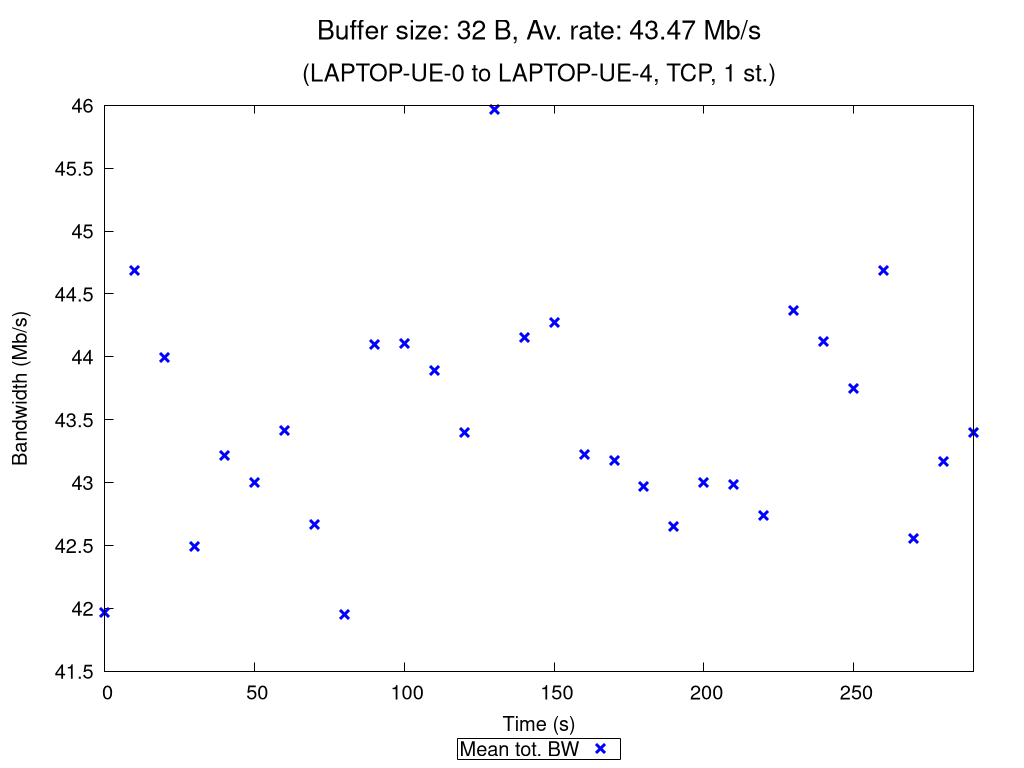 Buffer size: 32 B, Av. rate: 43.47 Mb/s
(LAPTOP-UE-0 to LAPTOP-UE-4, TCP, 1 st.)
46
45.5
45
44.5
44
43.5
43
42.5
42
41.5
Bandwidth (Mb/s)
0 50 100 150 200 250
Time (s)
Mean tot. BW